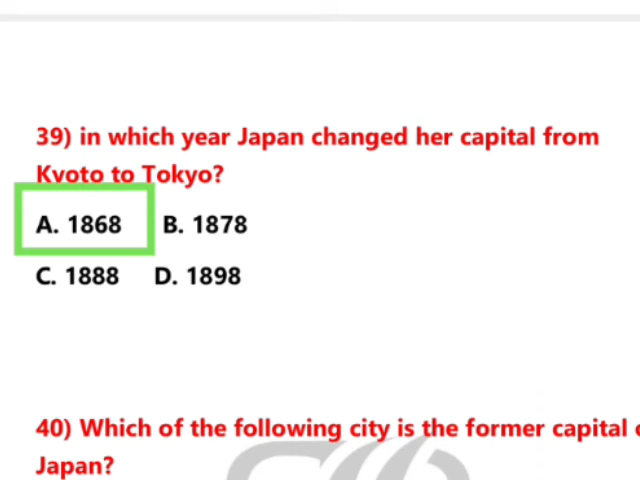 39) in which year Japan changed her capital from
Kyoto to Tokyo?
A. 1868 B. 1878
C. 1888 D. 1898
40) Which of the following city is the former capital
Japan?